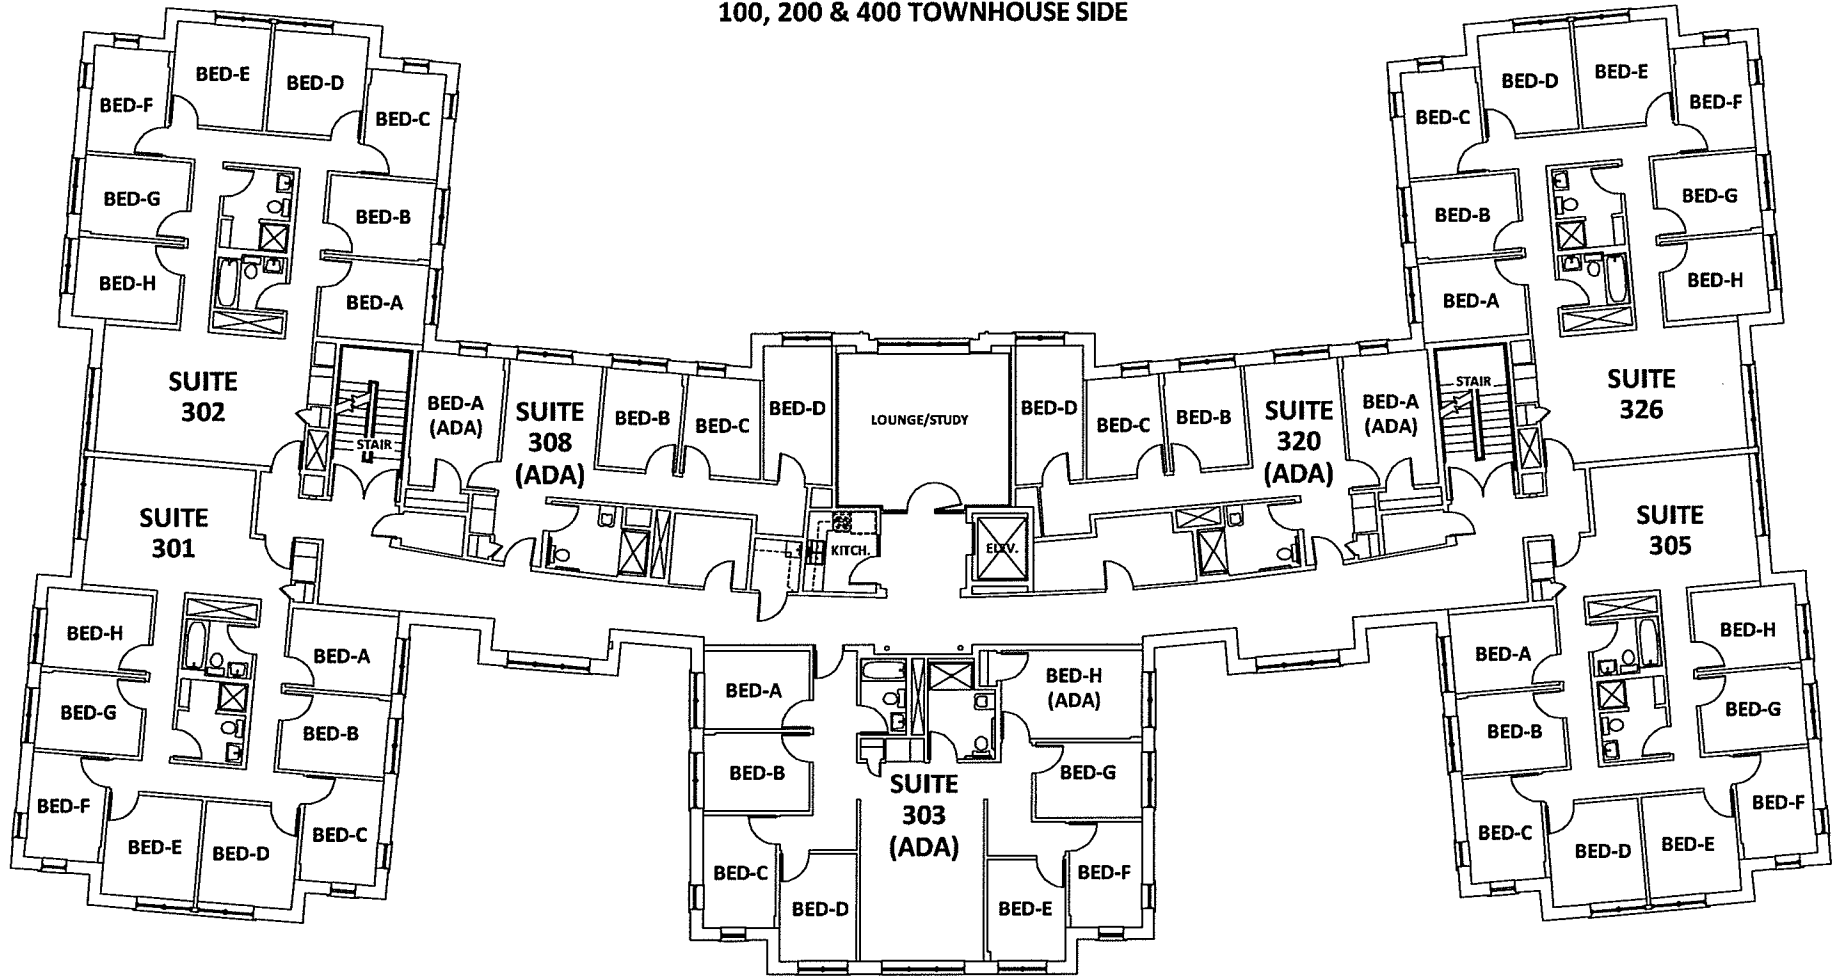 100, 200 & 400 TOWNHOUSE SIDE
BED-E
BED-D
BED-F
BED-C
BED-G
BED-B
BED-H
BED-A
SUITE
302
STAIR
BED-A
(ADA)
SUITE
308
(ADA)
BED-B
BED-C
BED-D
LOUNGE/STUDY
KITCH.
ELEV.
BED-D
BED-C
BED-B
SUITE
320
(ADA)
BED-A
(ADA)
STAIR
BED-D
BED-E
BED-C
BED-F
BED-B
BED-G
BED-A
BED-H
SUITE
326
SUITE
301
BED-H
BED-A
BED-G
BED-B
BED-F
BED-C
BED-E
BED-D
BED-A
BED-H
(ADA)
BED-B
BED-G
SUITE
303
(ADA)
BED-C
BED-F
BED-D
BED-E
SUITE
305
BED-H
BED-A
BED-G
BED-B
BED-F
BED-C
BED-D
BED-E